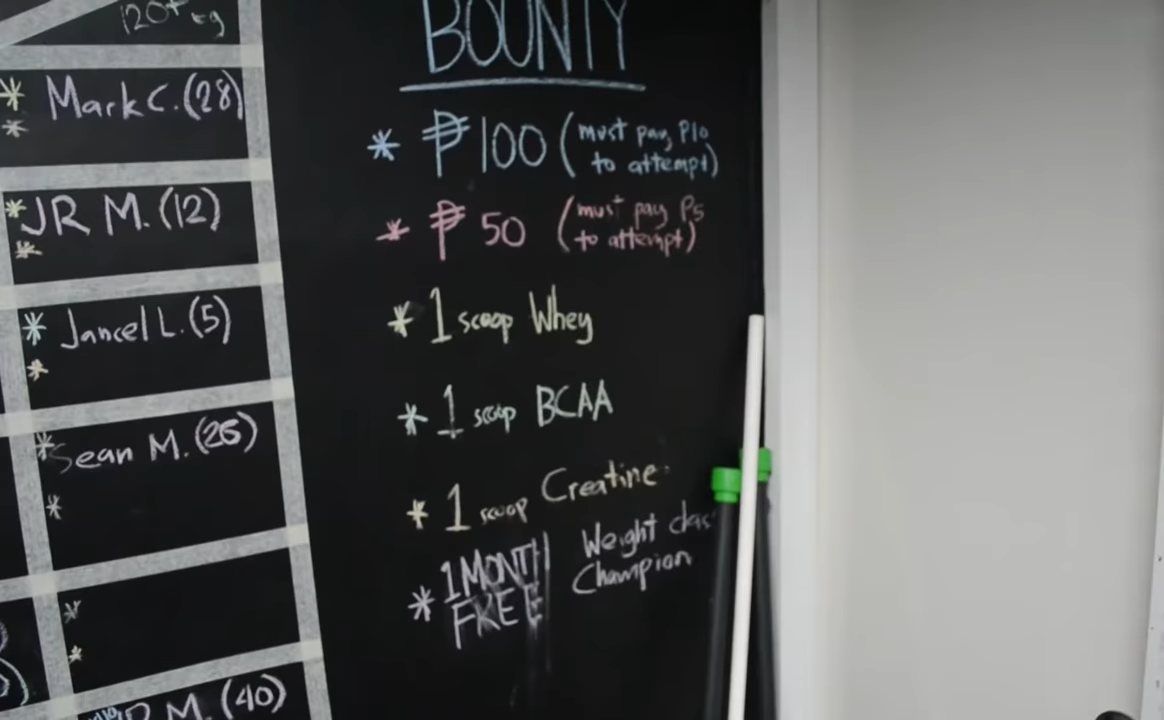 120+ kg
* Mark C. (28)
*
* JR M. (12)
*
* Jancel L. (5)
*
* Sean M. (26)
*
*
*
M. (40)
BOUNTY
* ₱100 (must pay P10
to attempt)
* ₱50 (must pay P5
to attempt)
* 1 scoop Whey
* 1 scoop BCAA
* 1 scoop Creatine
* 1 MONTH
FREE
Weight clas
Champion